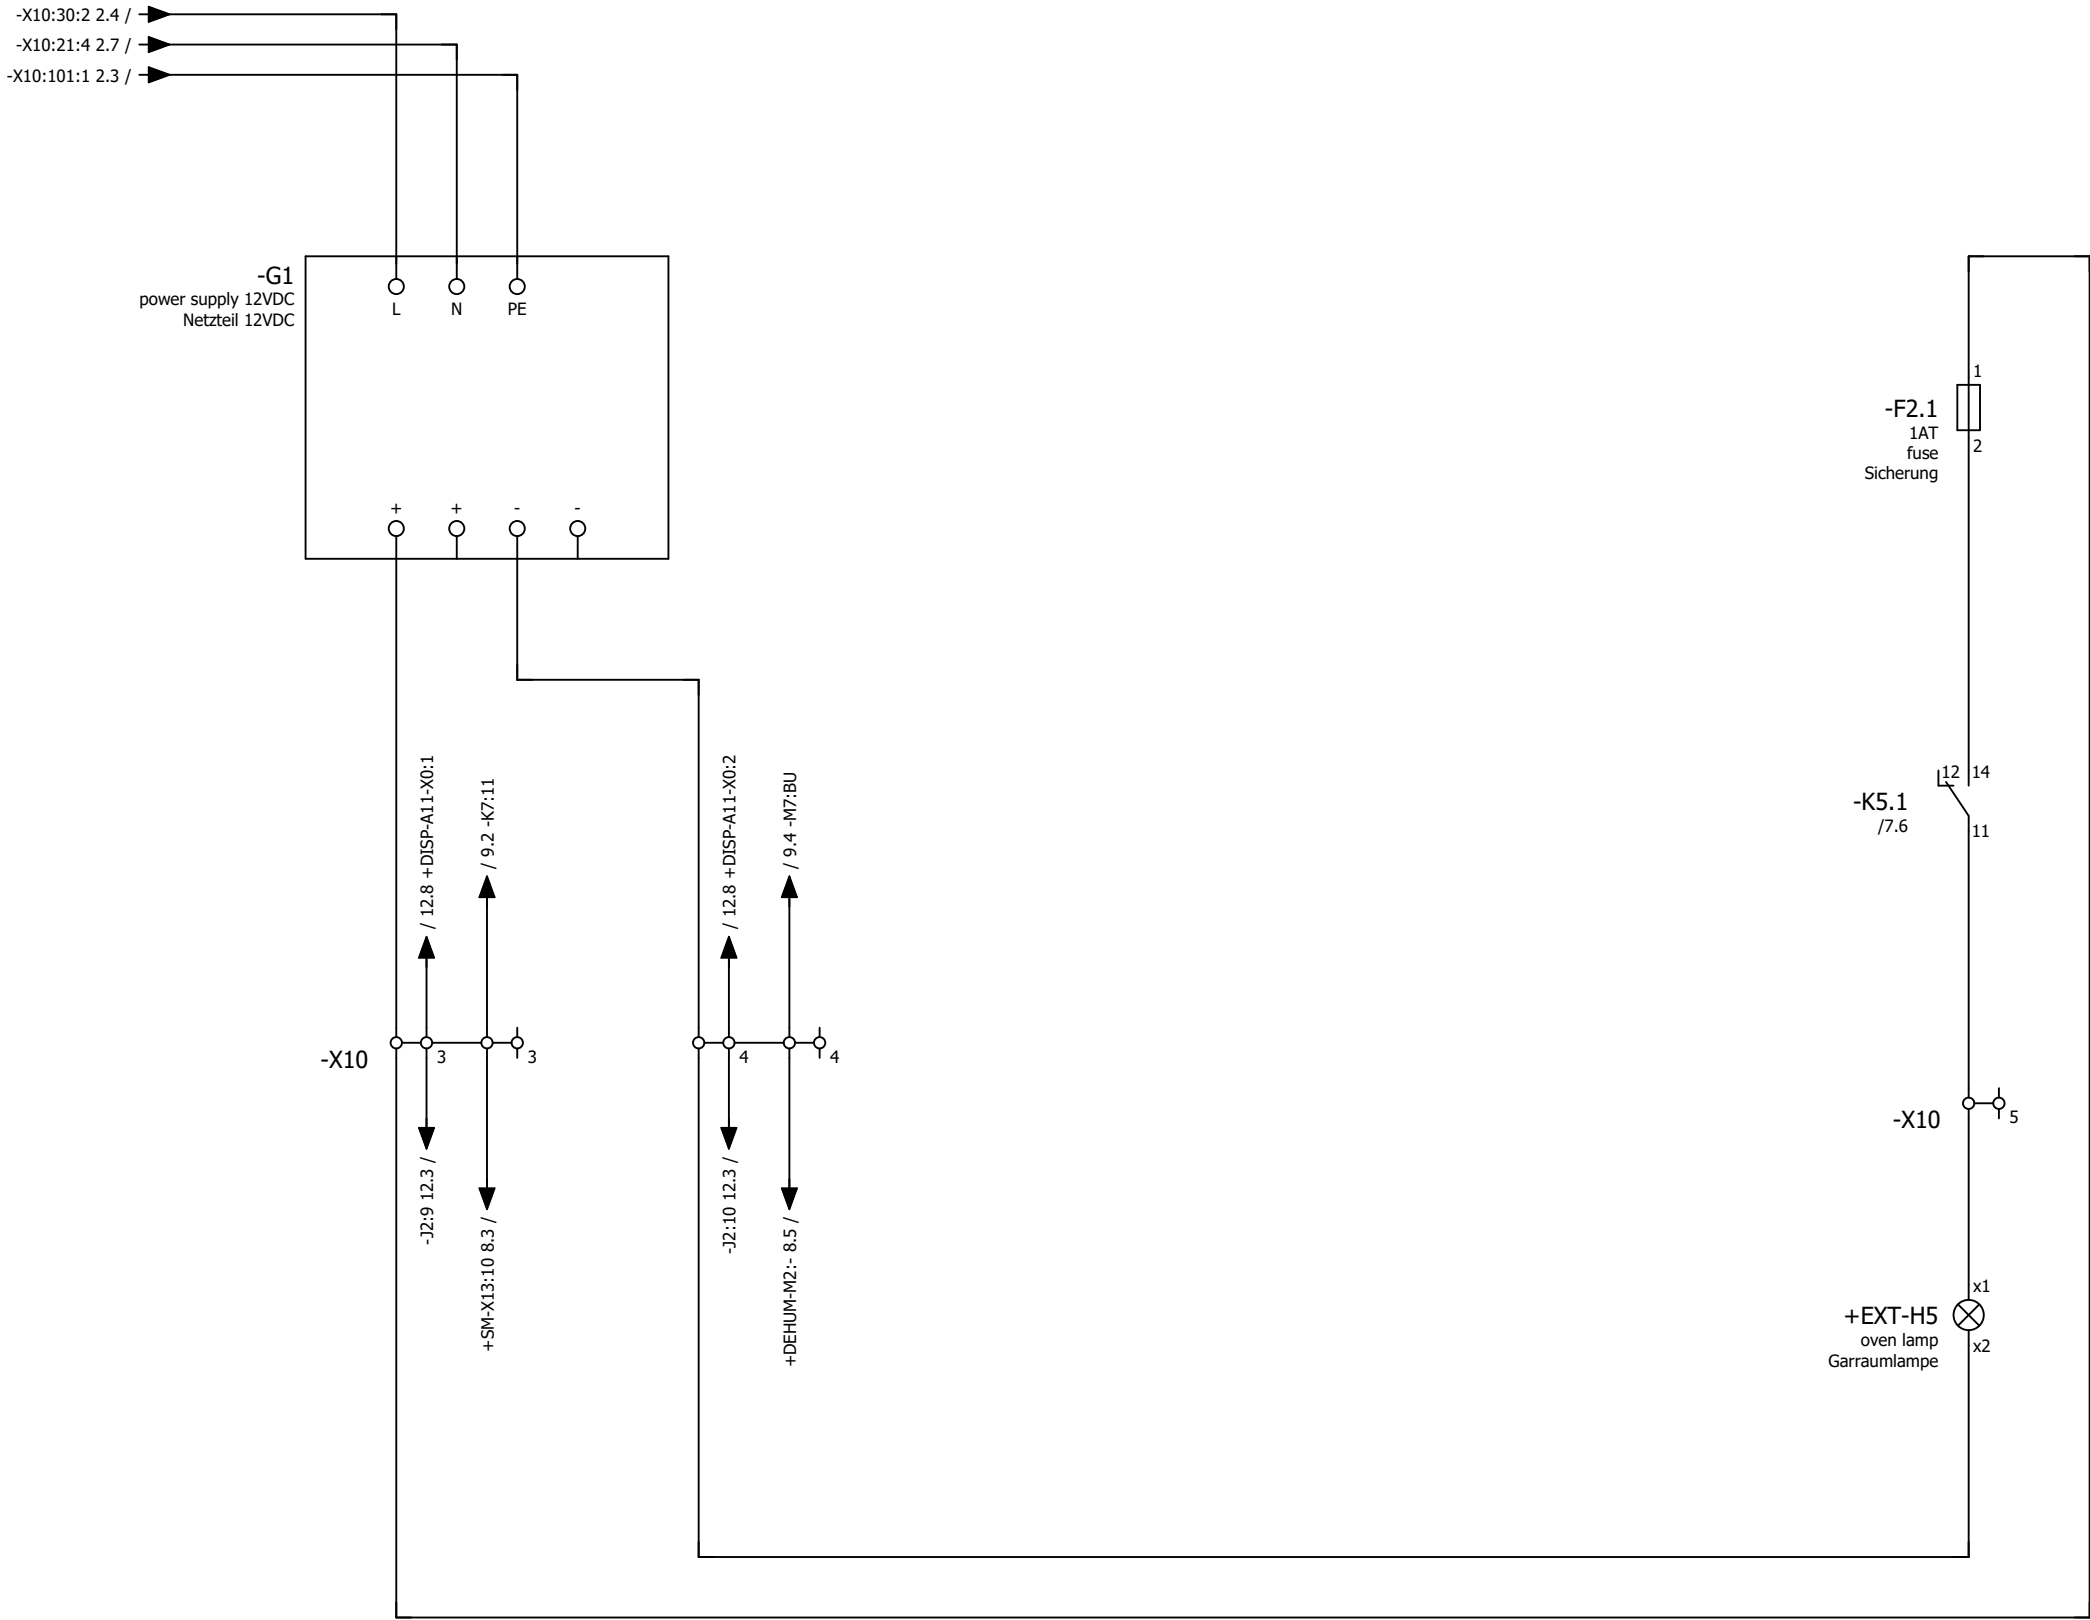 -X10:30:2 2.4 /
-X10:21:4 2.7 /
-X10:101:1 2.3 /
-G1
power supply 12VDC
Netzteil 12VDC
L
N
PE
+
+
-
-
-F2.1
1AT
fuse
Sicherung
1
2
/ 12.8 +DISP-A11-X0:1
/ 9.2 -K7:11
/ 12.8 +DISP-A11-X0:2
/ 9.4 -M7:BU
-K5.1
/7.6
12
14
11
-X10
3
3
4
4
-J2:9 12.3 /
+SM-X13:10 8.3 /
-J2:10 12.3 /
+DEHUM-M2:- 8.5 /
-X10
5
+EXT-H5
oven lamp
Garraumlampe
x1
x2